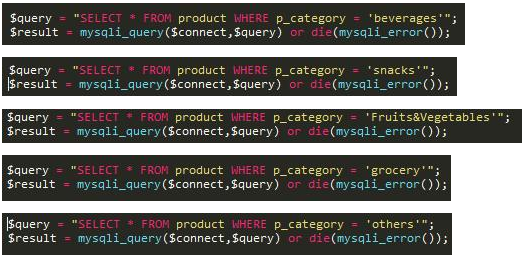 $query = "SELECT * FROM product WHERE p_category = 'beverages'";
$result = mysqli_query($connect,$query) or die(mysqli_error());
$query = "SELECT * FROM product WHERE p_category = 'snacks'";
$result = mysqli_query($connect,$query) or die(mysqli_error());
$query = "SELECT * FROM product WHERE p_category = 'Fruits&Vegetables'";
$result = mysqli_query($connect,$query) or die(mysqli_error());
$query = "SELECT * FROM product WHERE p_category = 'grocery'";
$result = mysqli_query($connect,$query) or die(mysqli_error());
$query = "SELECT * FROM product WHERE p_category = 'others'";
$result = mysqli_query($connect,$query) or die(mysqli_error());